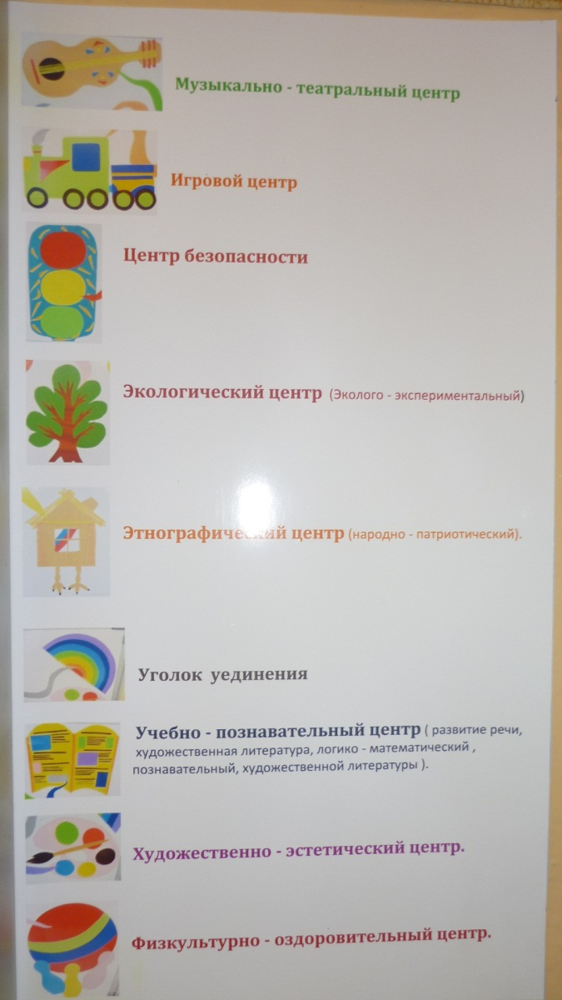 Музыкально - театральный центр
Игровой центр
Центр безопасности
Экологический центр (Эколого - экспериментальный)
Этнографический центр (народно - патриотический).
Уголок уединения
Учебно - познавательный центр ( развитие речи,
художественная литература, логико - математический ,
познавательный, художественной литературы ).
Художественно - эстетический центр.
Физкультурно - оздоровительный центр.